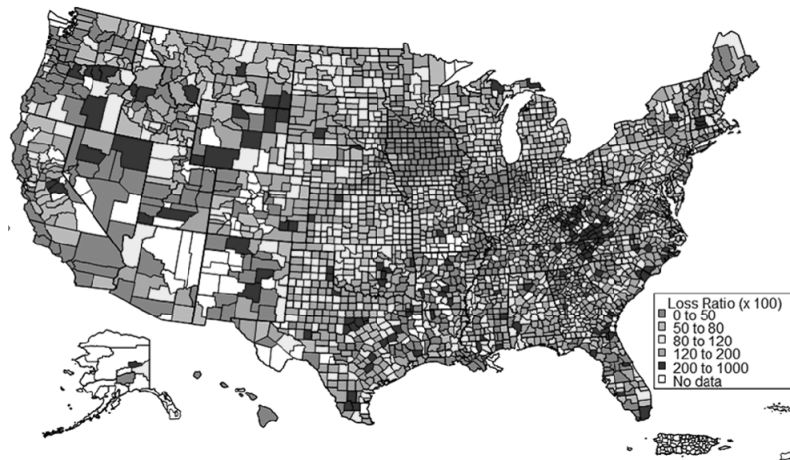 Loss Ratio (x 100)
0 to 50
50 to 80
80 to 120
120 to 200
200 to 1000
No data